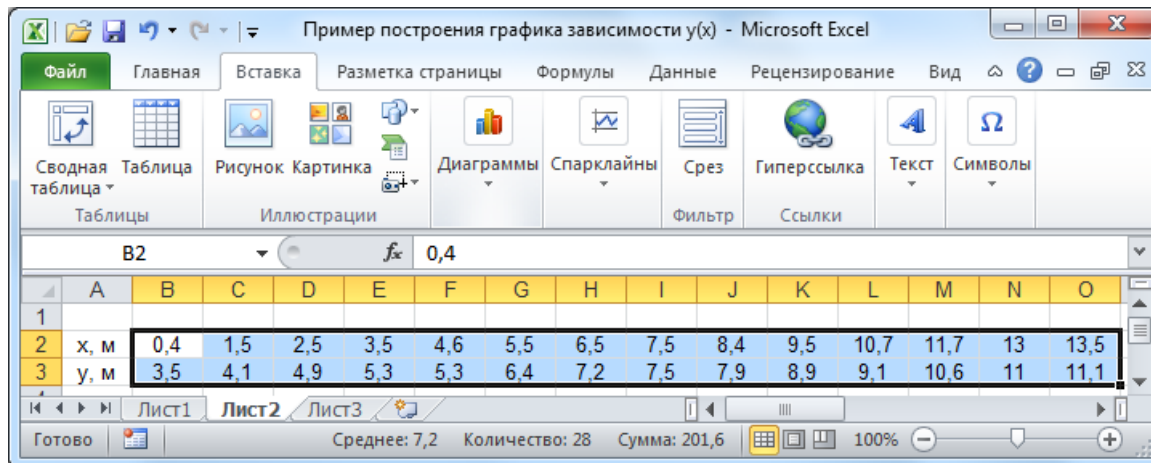 Пример построения графика зависимости y(x) - Microsoft Excel
Файл Главная Вставка Разметка страницы Формулы Данные Рецензирование Вид
Сводная таблица Таблица Рисунок Картинка Диаграммы Спарклайны Срез Гиперссылка Текст Символы
Таблицы Иллюстрации Фильтр Ссылки
B2 fx 0,4
A B C D E F G H I J K L M N O
1
2 x, м 0,4 1,5 2,5 3,5 4,6 5,5 6,5 7,5 8,4 9,5 10,7 11,7 13 13,5
3 y, м 3,5 4,1 4,9 5,3 5,3 6,4 7,2 7,5 7,9 8,9 9,1 10,6 11 11,1
Лист1 Лист2 Лист3
Готово Среднее: 7,2 Количество: 28 Сумма: 201,6 100%